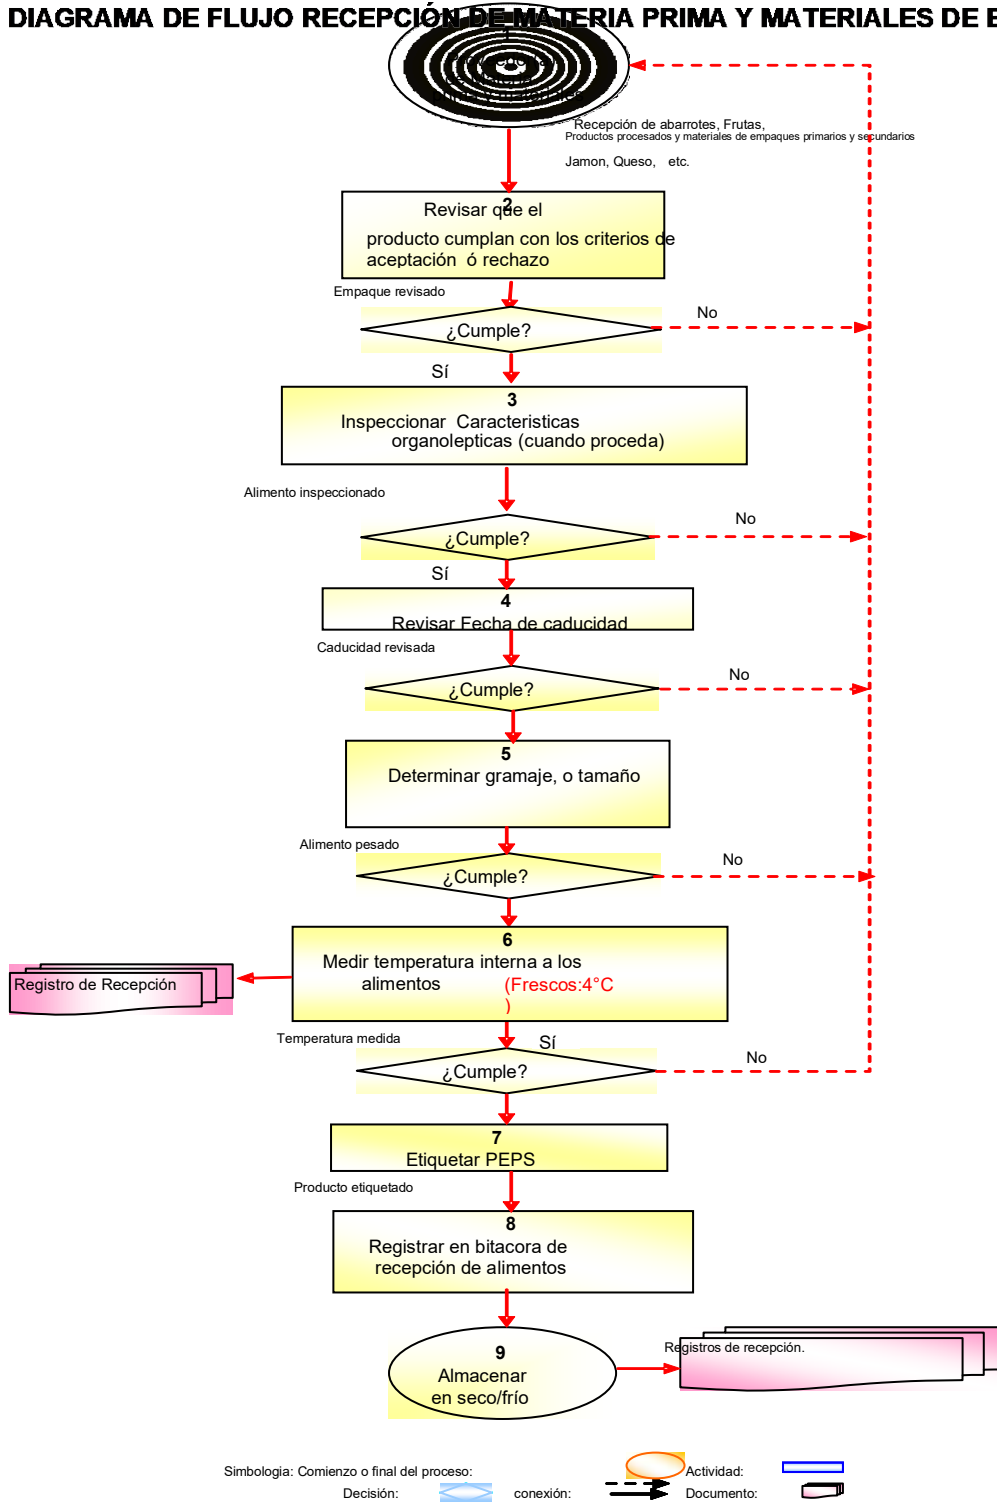 DIAGRAMA DE FLUJO RECEPCIÓN DE MATERIA PRIMA Y MATERIALES DE E
1
Recepción de abarrotes, Frutas,
Productos procesados y materiales de empaques primarios y secundarios
Jamon, Queso, etc.
2
Revisar que el
producto cumplan con los criterios de
aceptación ó rechazo
Empaque revisado
¿Cumple?
No
Sí
3
Inspeccionar Caracteristicas
organolepticas (cuando proceda)
Alimento inspeccionado
¿Cumple?
No
Sí
4
Revisar Fecha de caducidad
Caducidad revisada
¿Cumple?
No
5
Determinar gramaje, o tamaño
Alimento pesado
¿Cumple?
No
6
Medir temperatura interna a los
alimentos (Frescos:4°C
)
Registro de Recepción
Temperatura medida
Sí
¿Cumple?
No
7
Etiquetar PEPS
Producto etiquetado
8
Registrar en bitacora de
recepción de alimentos
9
Almacenar
en seco/frío
Registros de recepción.
Simbologia: Comienzo o final del proceso: Actividad:
Decisión: conexión: Documento: